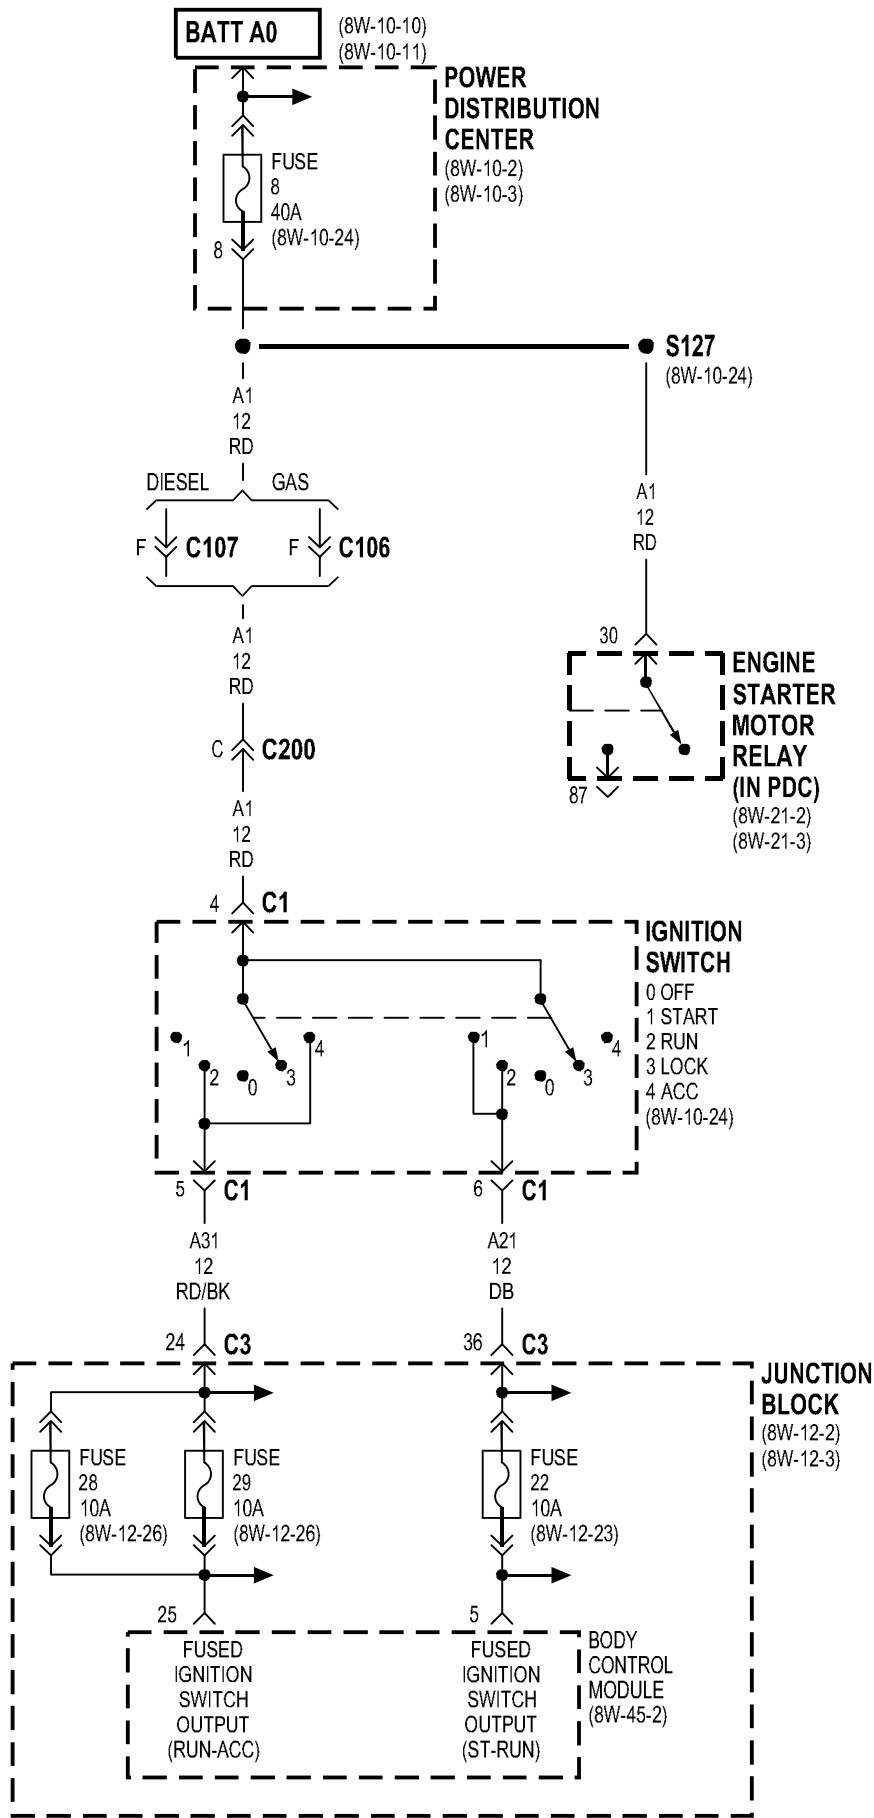 BATT A0
(8W-10-10)
(8W-10-11)
POWER
DISTRIBUTION
CENTER
(8W-10-2)
(8W-10-3)
FUSE
8
40A
(8W-10-24)
8
S127
(8W-10-24)
A1
12
RD
DIESEL
GAS
F
C107
F
C106
A1
12
RD
A1
12
RD
30
ENGINE
STARTER
MOTOR
RELAY
(IN PDC)
(8W-21-2)
(8W-21-3)
87
C
C200
A1
12
RD
4
C1
IGNITION
SWITCH
0 OFF
1 START
2 RUN
3 LOCK
4 ACC
(8W-10-24)
1
2
0
3
4
1
2
0
3
4
5
C1
6
C1
A31
12
RD/BK
A21
12
DB
24
C3
36
C3
JUNCTION
BLOCK
(8W-12-2)
(8W-12-3)
FUSE
28
10A
(8W-12-26)
FUSE
29
10A
(8W-12-26)
FUSE
22
10A
(8W-12-23)
25
5
FUSED
IGNITION
SWITCH
OUTPUT
(RUN-ACC)
FUSED
IGNITION
SWITCH
OUTPUT
(ST-RUN)
BODY
CONTROL
MODULE
(8W-45-2)